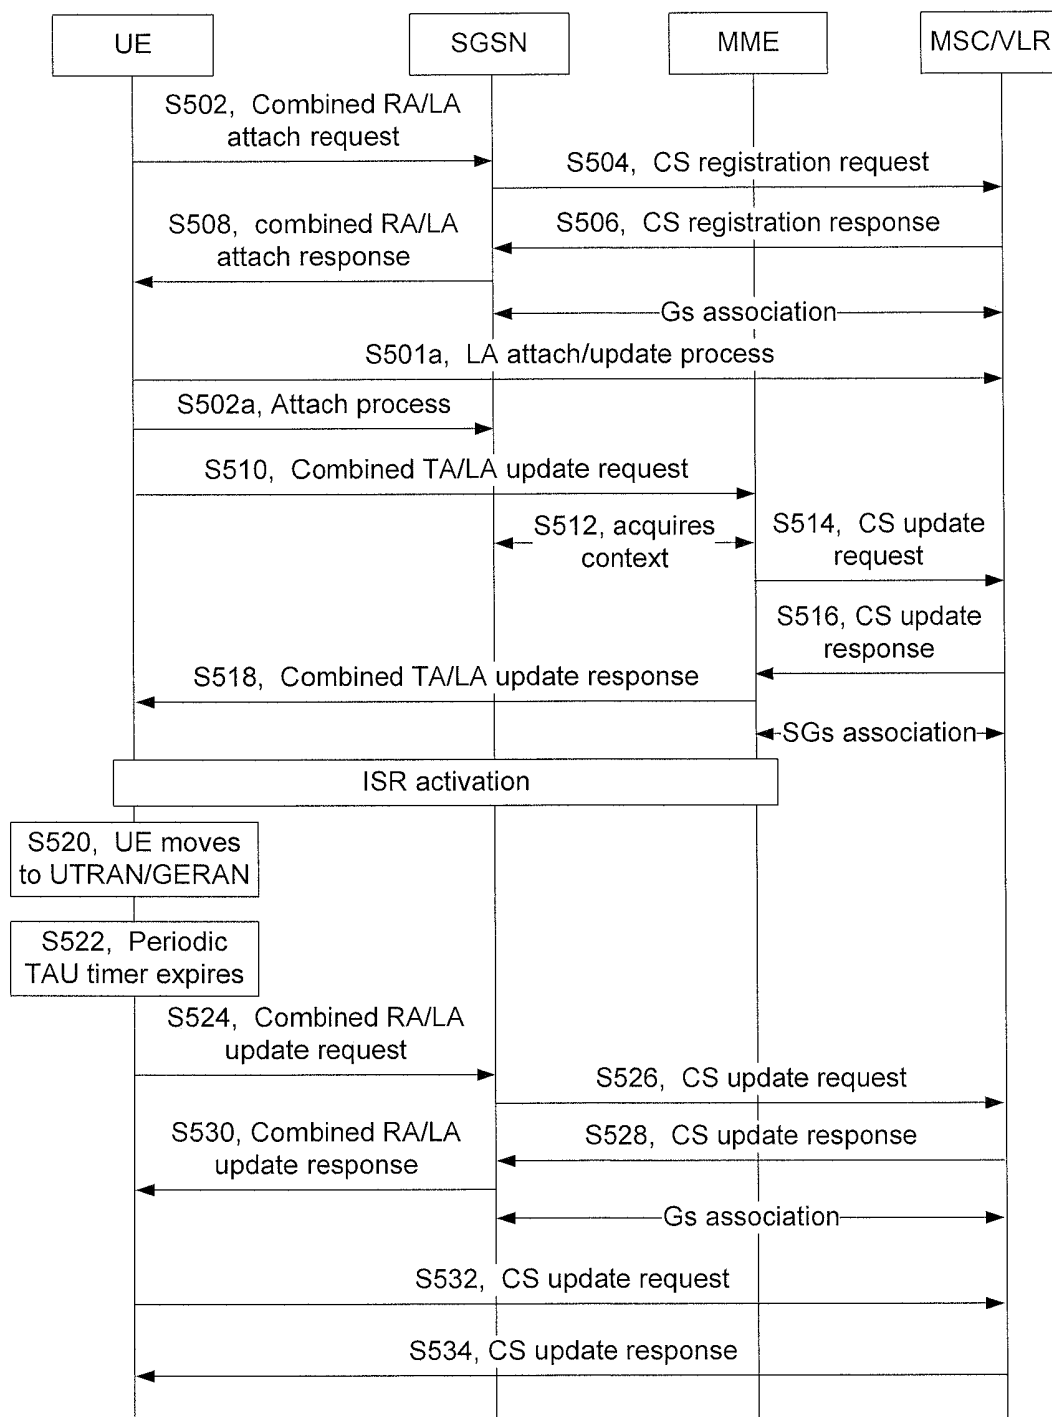 UE
SGSN
MME
MSC/VLR
S502, Combined RA/LA
attach request
S504, CS registration request
S508, combined RA/LA
attach response
S506, CS registration response
Gs association
S501a, LA attach/update process
S502a, Attach process
S510, Combined TA/LA update request
S512, acquires
context
S514, CS update
request
S516, CS update
response
S518, Combined TA/LA update response
SGs association
ISR activation
S520, UE moves
to UTRAN/GERAN
S522, Periodic
TAU timer expires
S524, Combined RA/LA
update request
S526, CS update request
S530, Combined RA/LA
update response
S528, CS update response
Gs association
S532, CS update request
S534, CS update response